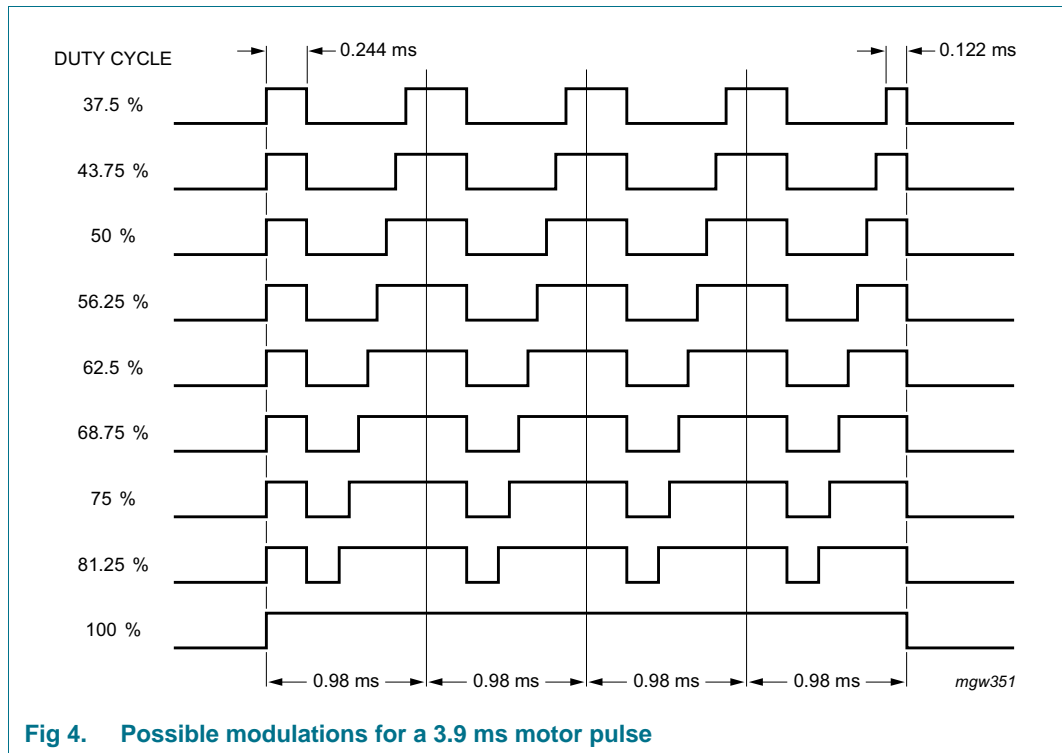 DUTY CYCLE
0.244 ms
0.122 ms
37.5 %
43.75 %
50 %
56.25 %
62.5 %
68.75 %
75 %
81.25 %
100 %
0.98 ms 0.98 ms 0.98 ms 0.98 ms
mgw351
Fig 4. Possible modulations for a 3.9 ms motor pulse